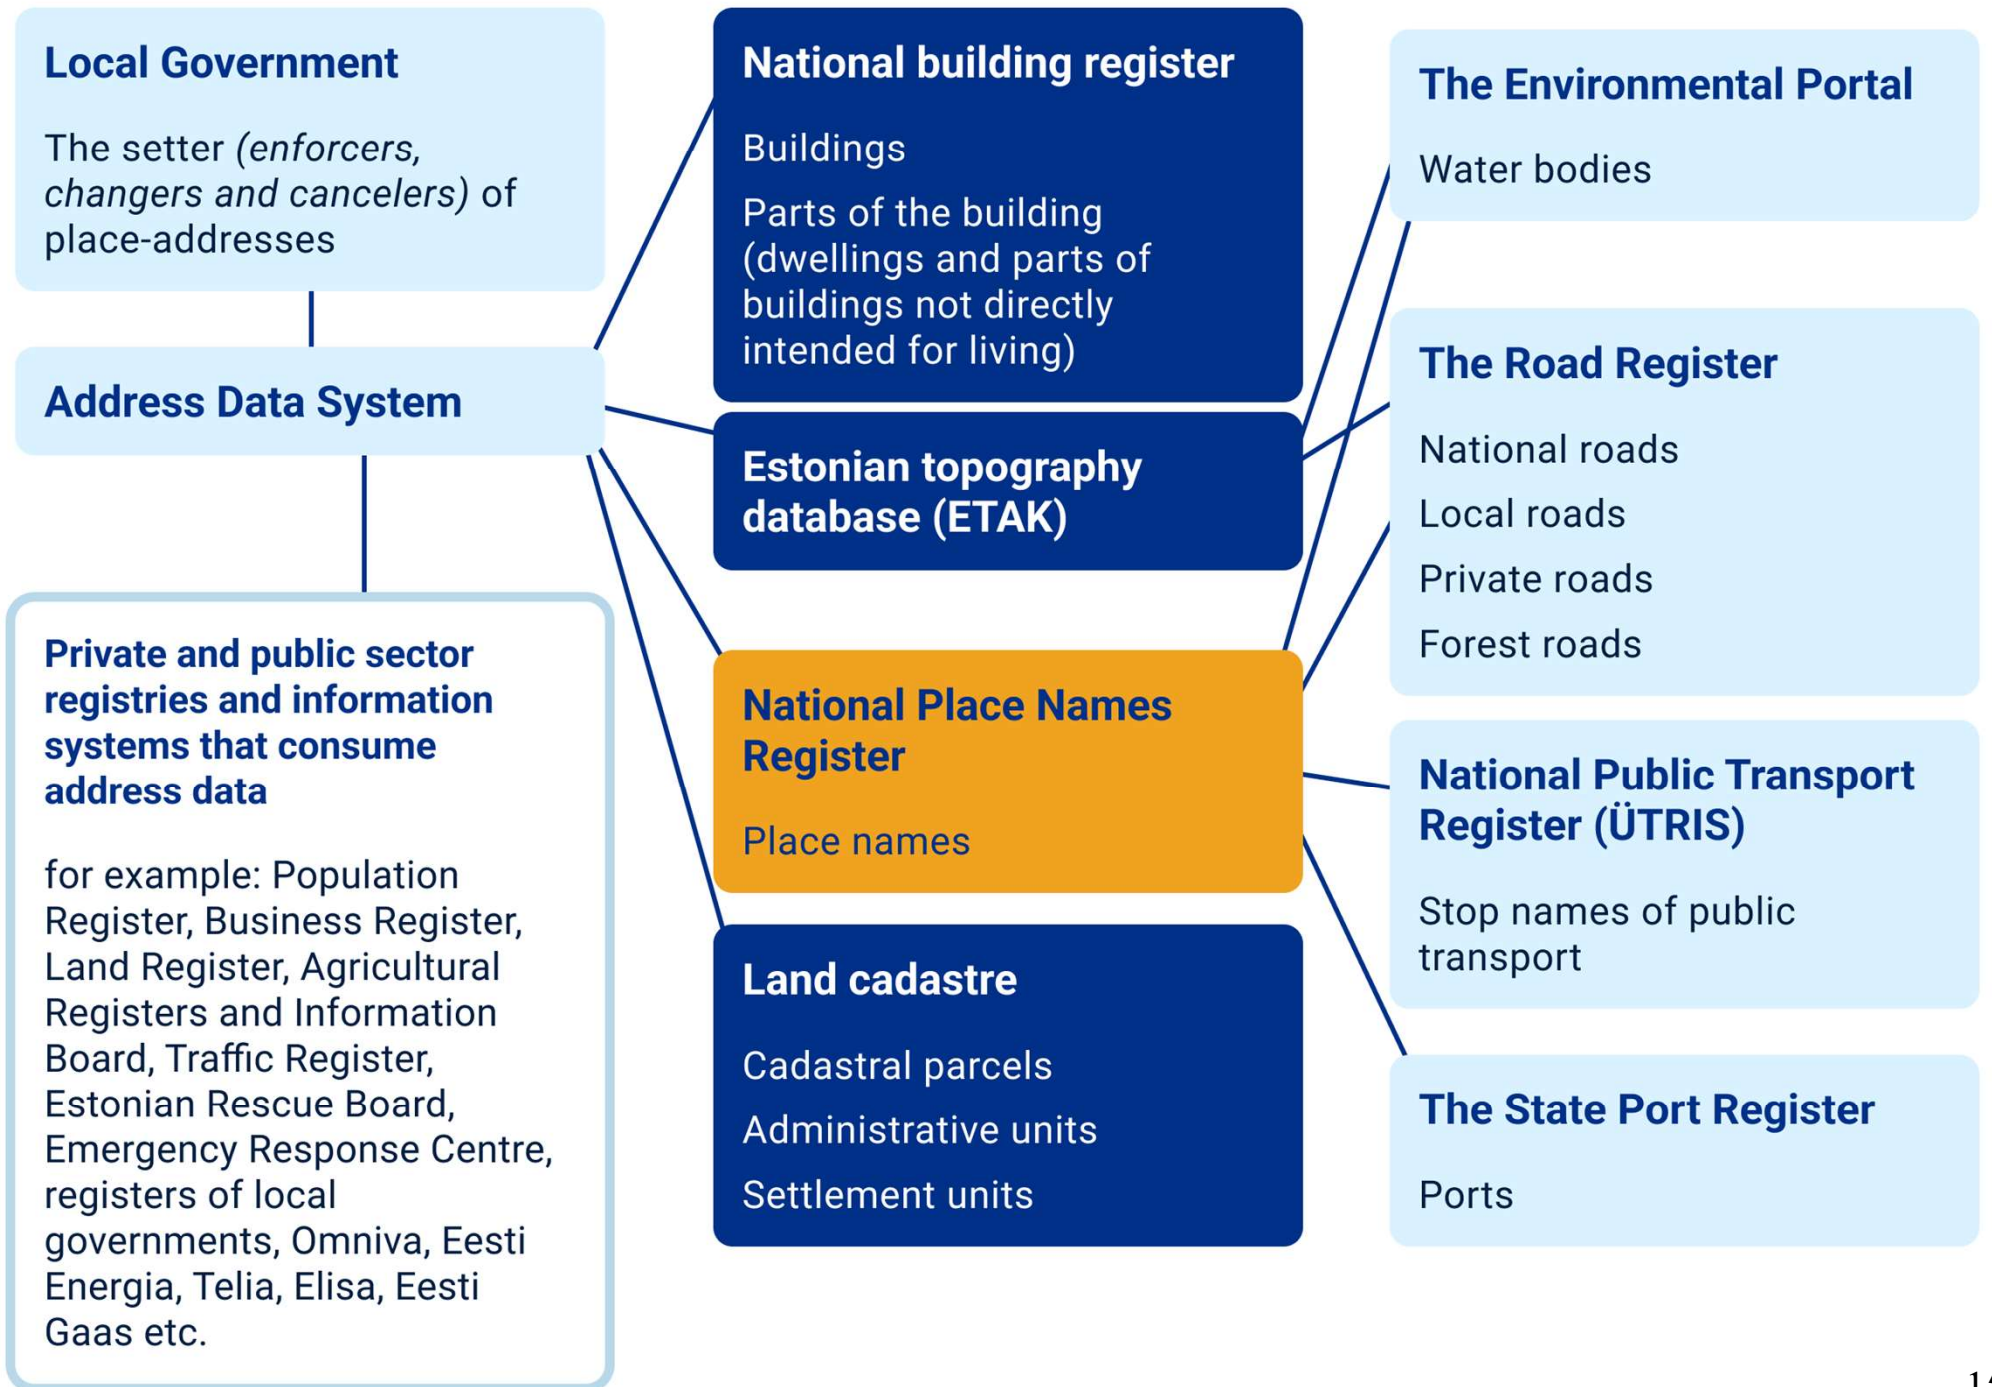 Local Government
The setter (enforcers,
changers and cancelers) of
place-addresses
Address Data System
Private and public sector
registries and information
systems that consume
address data
for example: Population
Register, Business Register,
Land Register, Agricultural
Registers and Information
Board, Traffic Register,
Estonian Rescue Board,
Emergency Response Centre,
registers of local
governments, Omniva, Eesti
Energia, Telia, Elisa, Eesti
Gaas etc.
National building register
Buildings
Parts of the building
(dwellings and parts of
buildings not directly
intended for living)
Estonian topography
database (ETAK)
National Place Names
Register
Place names
Land cadastre
Cadastral parcels
Administrative units
Settlement units
The Environmental Portal
Water bodies
The Road Register
National roads
Local roads
Private roads
Forest roads
National Public Transport
Register (ÜTRIS)
Stop names of public
transport
The State Port Register
Ports